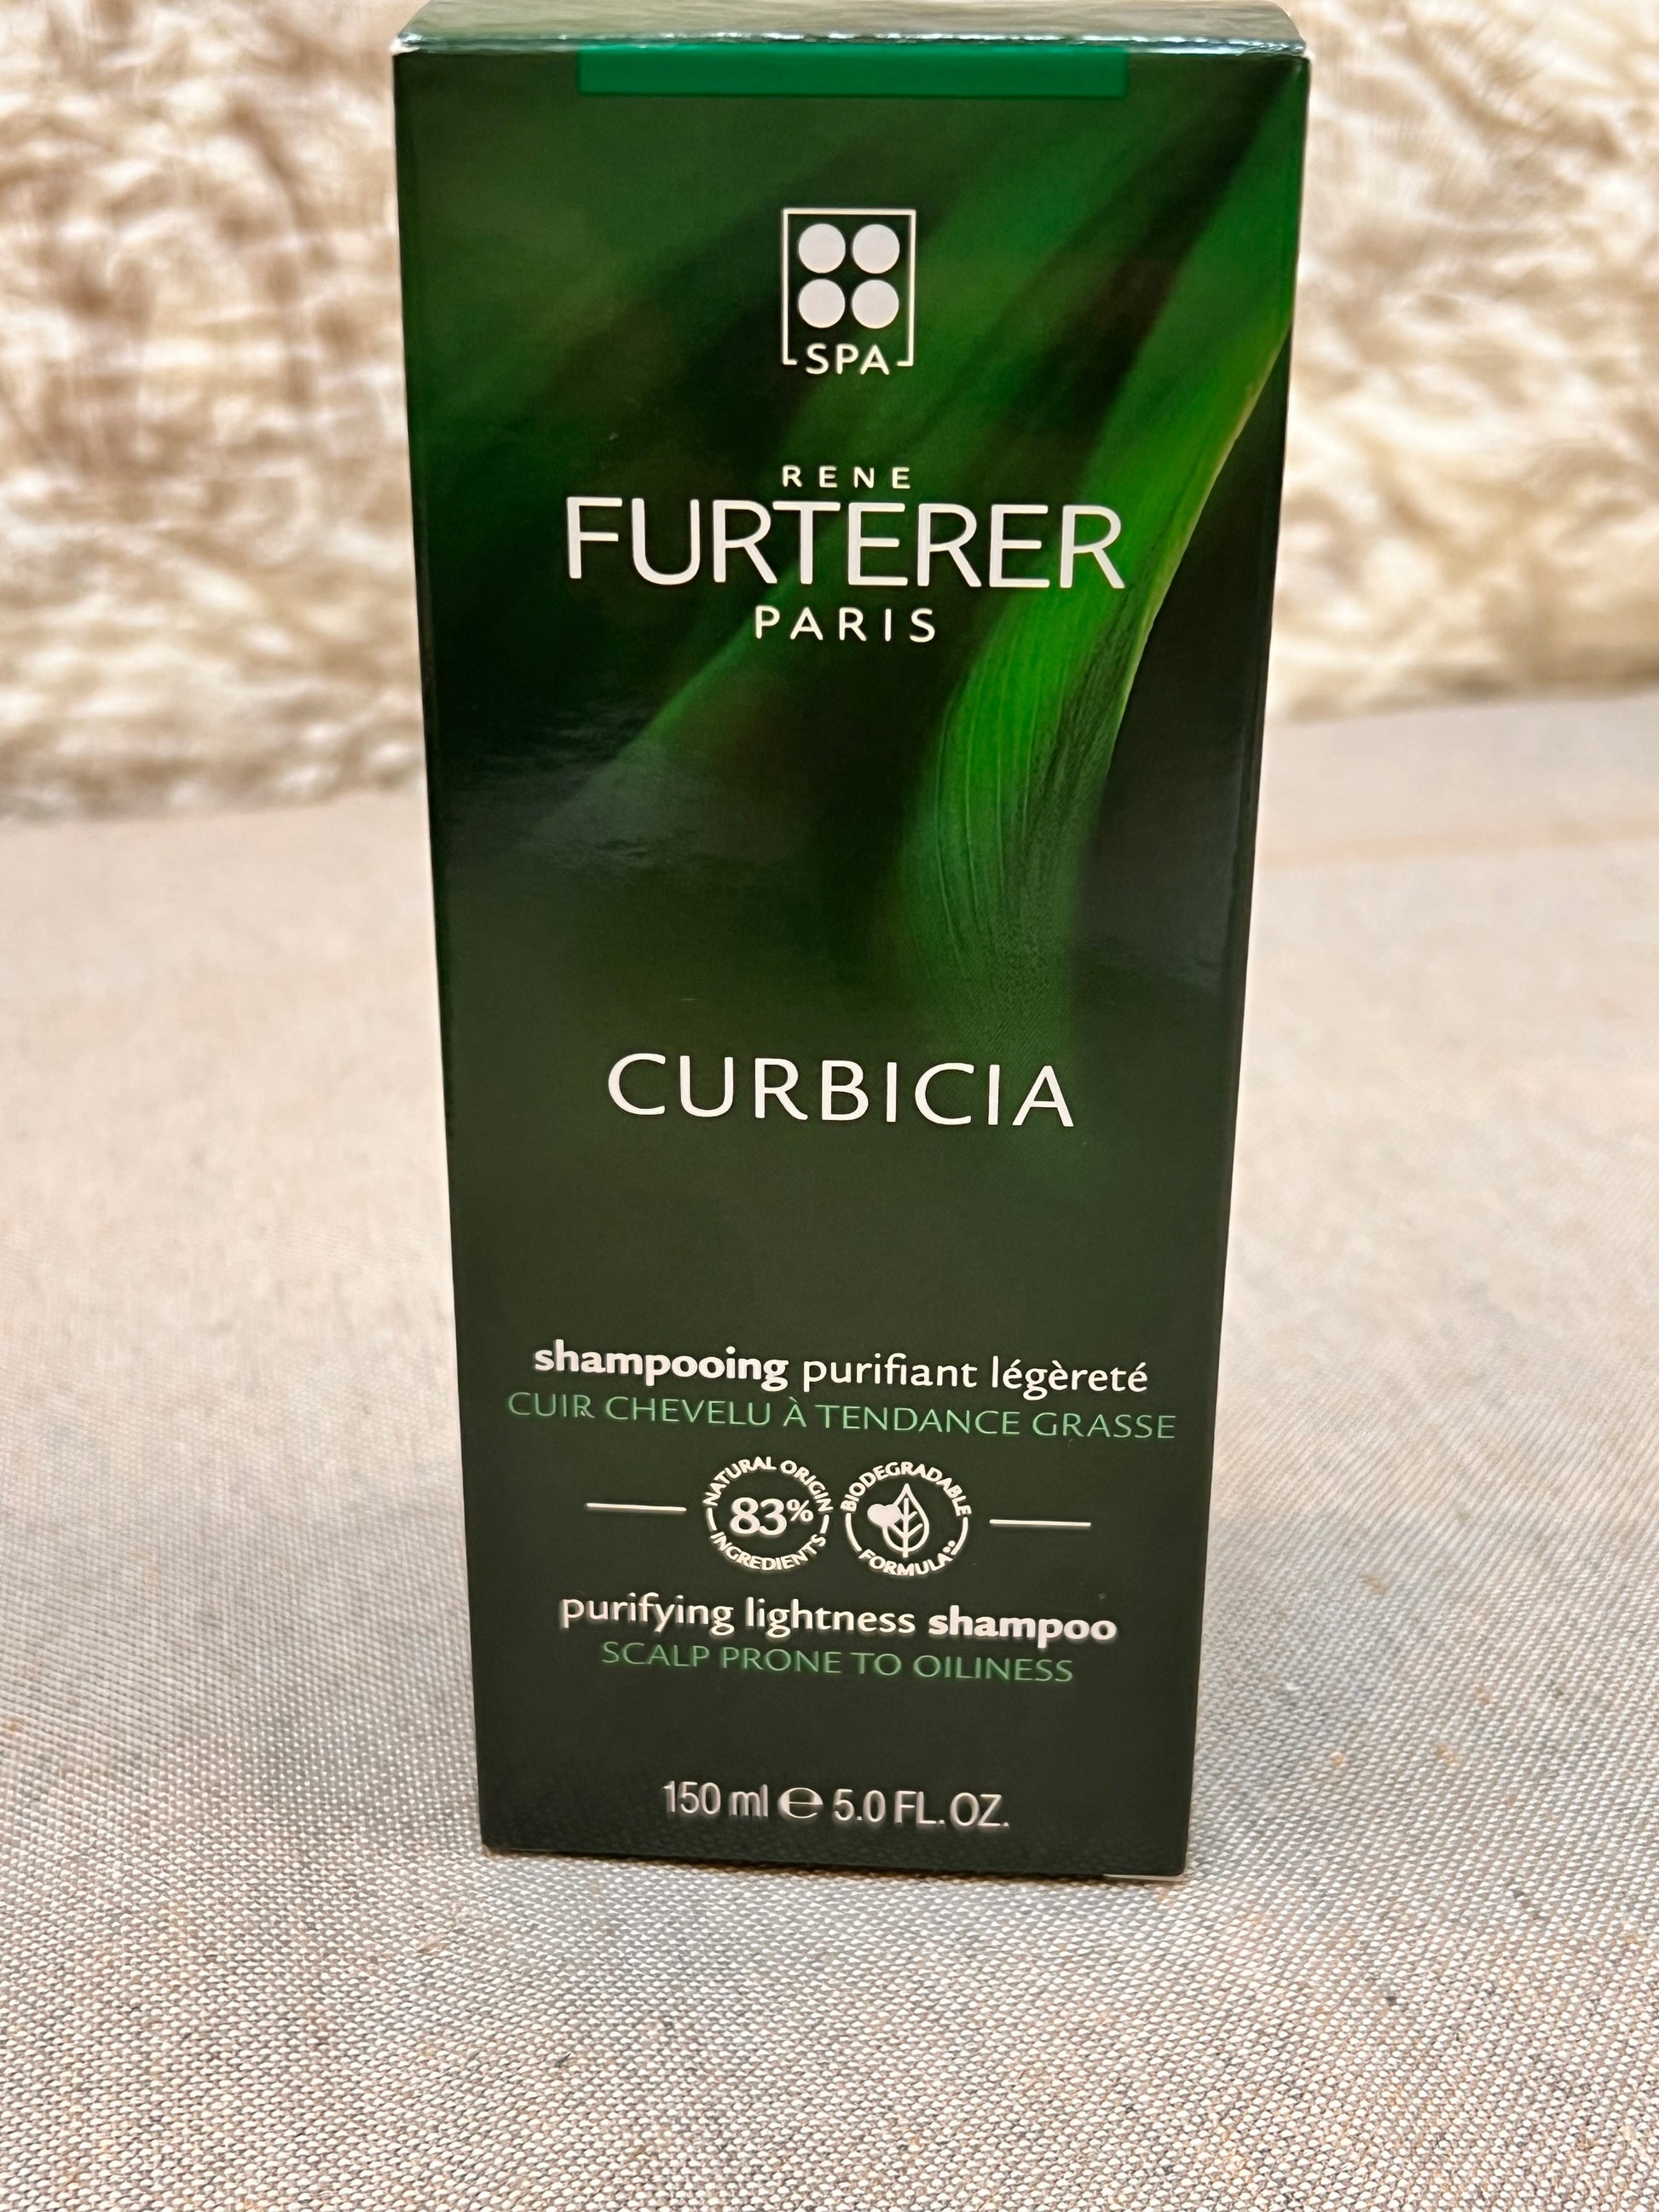 SPA
RENE
FURTERER
PARIS
CURBICIA
shampooing purifiant légèreté
CUIR CHEVELU À TENDANCE GRASSE
NATURAL ORIGIN
83%
INGREDIENTS
BIODEGRADABLE
FORMULA**
purifying lightness shampoo
SCALP PRONE TO OILINESS
150 ml ℮ 5.0 FL. OZ.